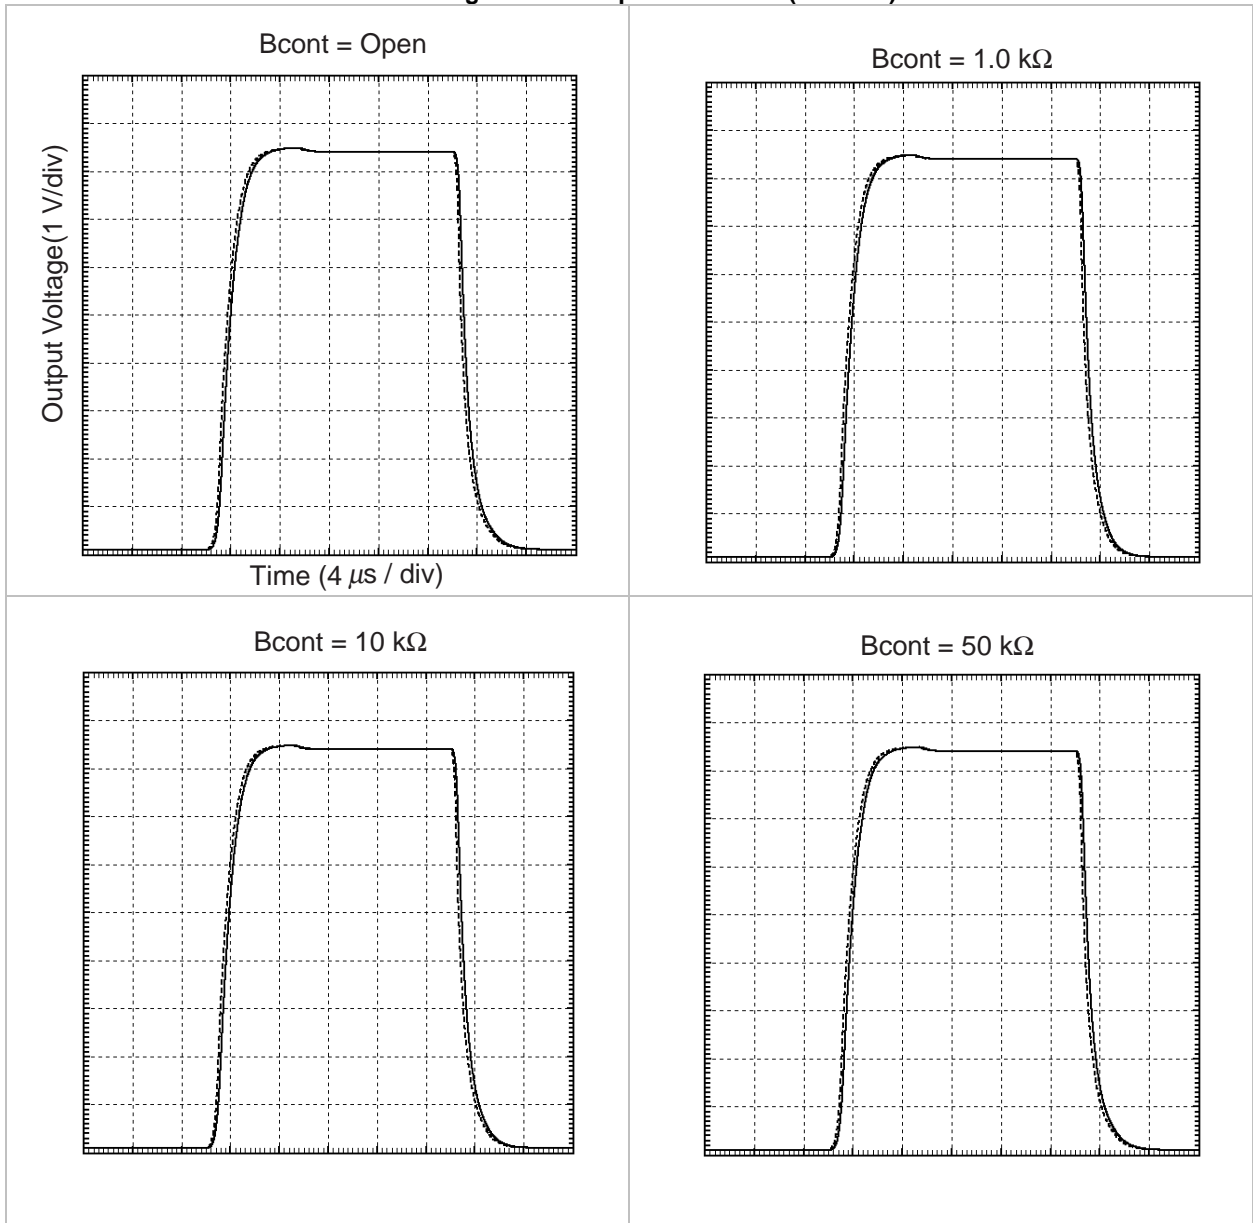 Bcont = Open
Bcont = 1.0 kΩ
Output Voltage(1 V/div)
Time (4 μs / div)
Bcont = 10 kΩ
Bcont = 50 kΩ